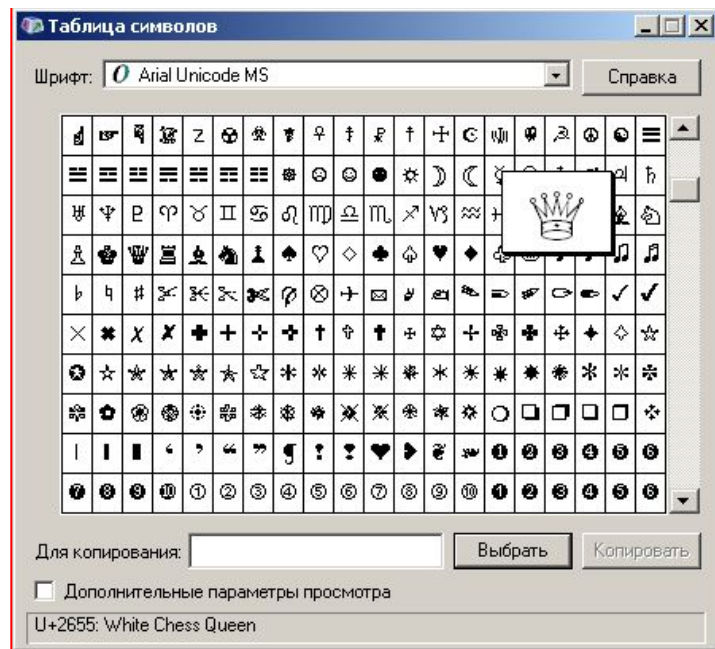 Таблица символов
Шрифт: O Arial Unicode MS Справка
Для копирования: Выбрать Копировать
Дополнительные параметры просмотра
U+2655: White Chess Queen